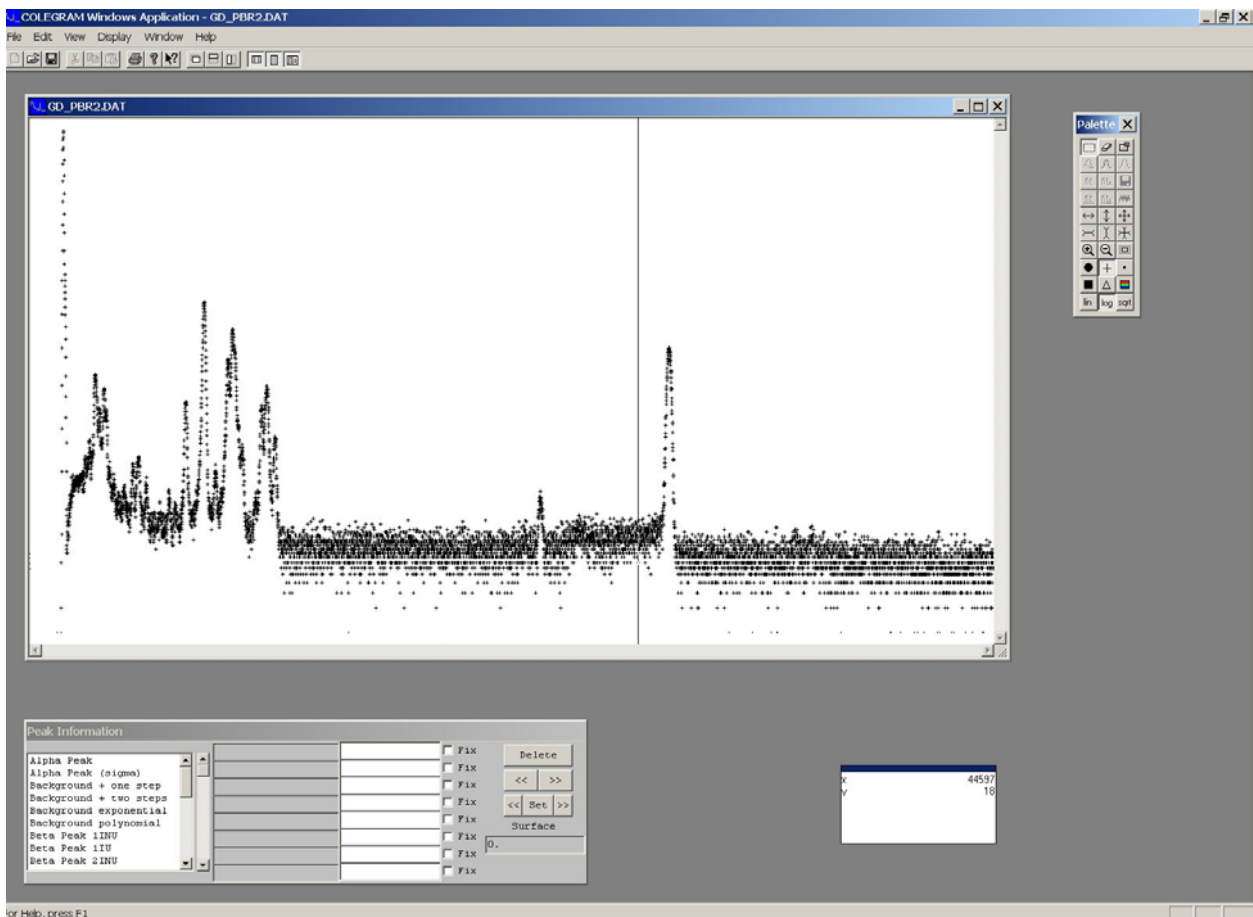 COLEGRAM Windows Application - GD_PBR2.DAT
File Edit View Display Window Help
GD_PBR2.DAT
Palette
lin log sqrt
Peak Information
Alpha Peak
Alpha Peak (sigma)
Background + one step
Background + two steps
Background exponential
Background polynomial
Beta Peak 1INU
Beta Peak 1IU
Beta Peak 2INU
Fix
Fix
Fix
Fix
Fix
Fix
Fix
Fix
Delete
<< >>
<< Set >>
Surface
0.
x 44597
y 18
For Help, press F1